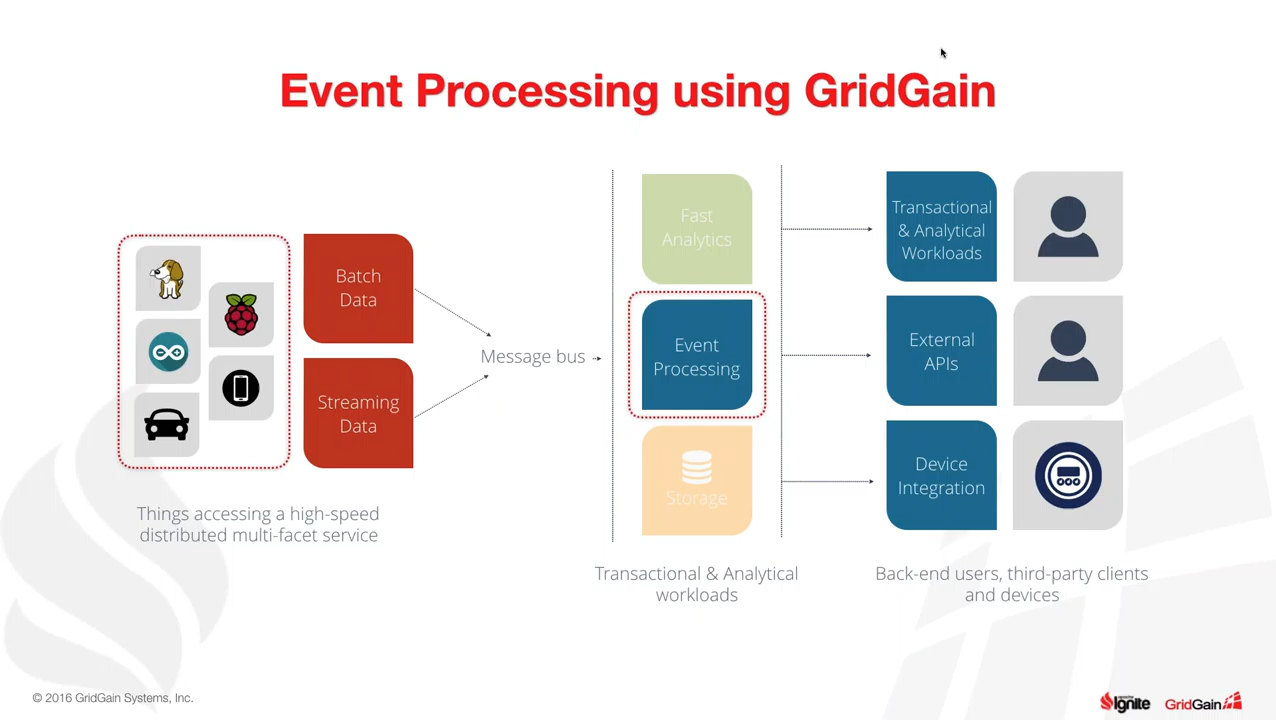 Event Processing using GridGain
Batch
Data
Streaming
Data
Things accessing a high-speed
distributed multi-facet service
Message bus
Fast
Analytics
Event
Processing
Storage
Transactional & Analytical
workloads
Transactional
& Analytical
Workloads
External
APIs
Device
Integration
Back-end users, third-party clients
and devices
© 2016 GridGain Systems, Inc.
Ignite
GridGain